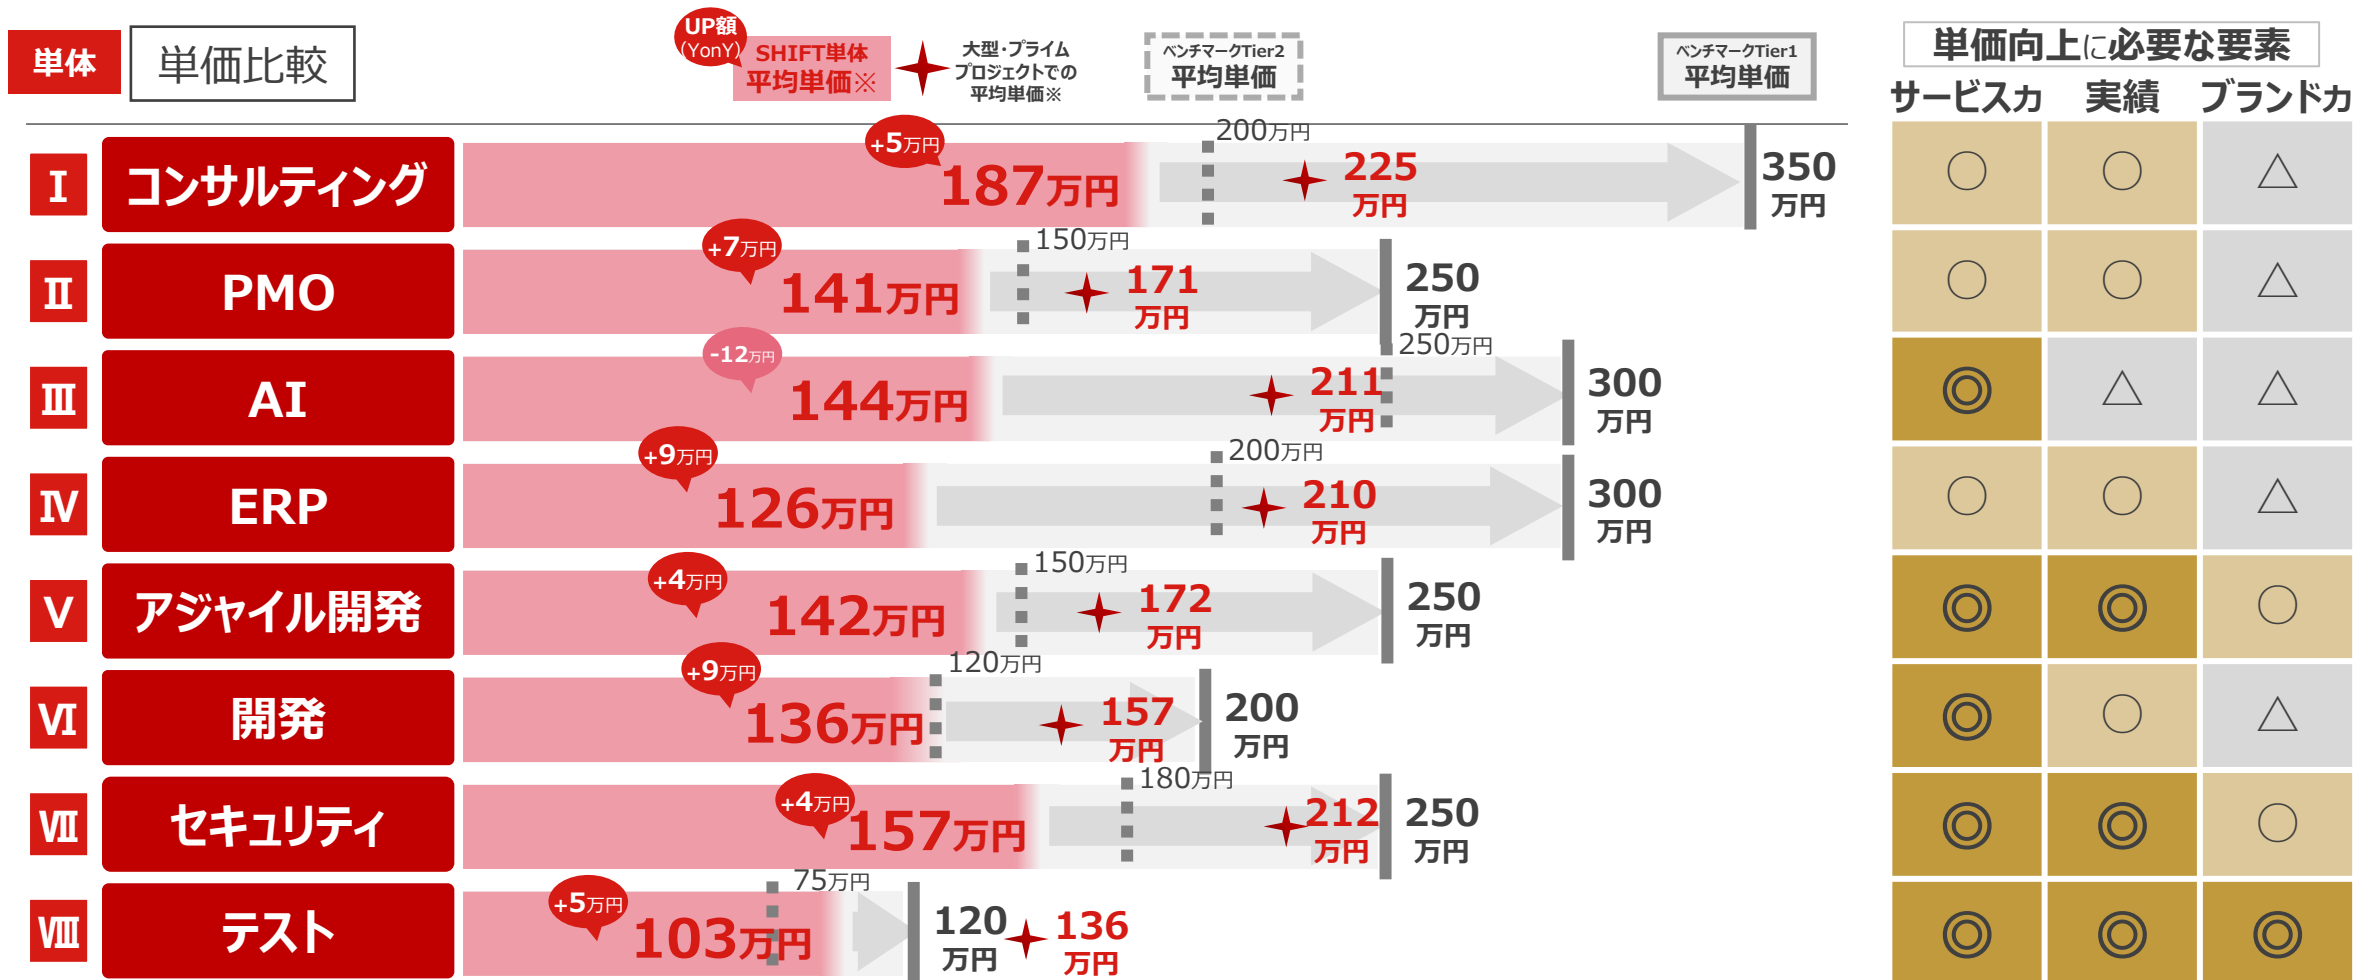 単体
単価比較
UP額
(YonY)
SHIFT単体
平均単価※
大型・プライム
プロジェクトでの
平均単価※
ベンチマークTier2
平均単価
ベンチマークTier1
平均単価
単価向上に必要な要素
サービス力 実績 ブランド力
Ⅰ コンサルティング
+5万円
187万円
200万円
225
万円
350
万円
○ ○ △
Ⅱ PMO
+7万円
141万円
150万円
171
万円
250
万円
○ ○ △
Ⅲ AI
-12万円
144万円
211
万円
250万円
300
万円
◎ △ △
Ⅳ ERP
+9万円
126万円
200万円
210
万円
300
万円
○ ○ △
Ⅴ アジャイル開発
+4万円
142万円
150万円
172
万円
250
万円
◎ ◎ ○
Ⅵ 開発
+9万円
136万円
120万円
157
万円
200
万円
◎ ○ △
Ⅶ セキュリティ
+4万円
157万円
180万円
212
万円
250
万円
◎ ◎ ○
Ⅷ テスト
+5万円
103万円
75万円
120
万円
136
万円
◎ ◎ ◎